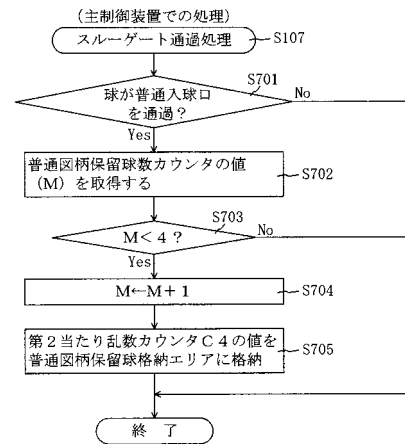 (主制御装置での処理)
スルーゲート通過処理
S107
球が普通入球口
を通過?
S701
No
Yes
普通図柄保留球数カウンタの値
(M)を取得する
S702
M<4?
S703
No
Yes
M←M+1
S704
第2当たり乱数カウンタC4の値を
普通図柄保留球格納エリアに格納
S705
終 了